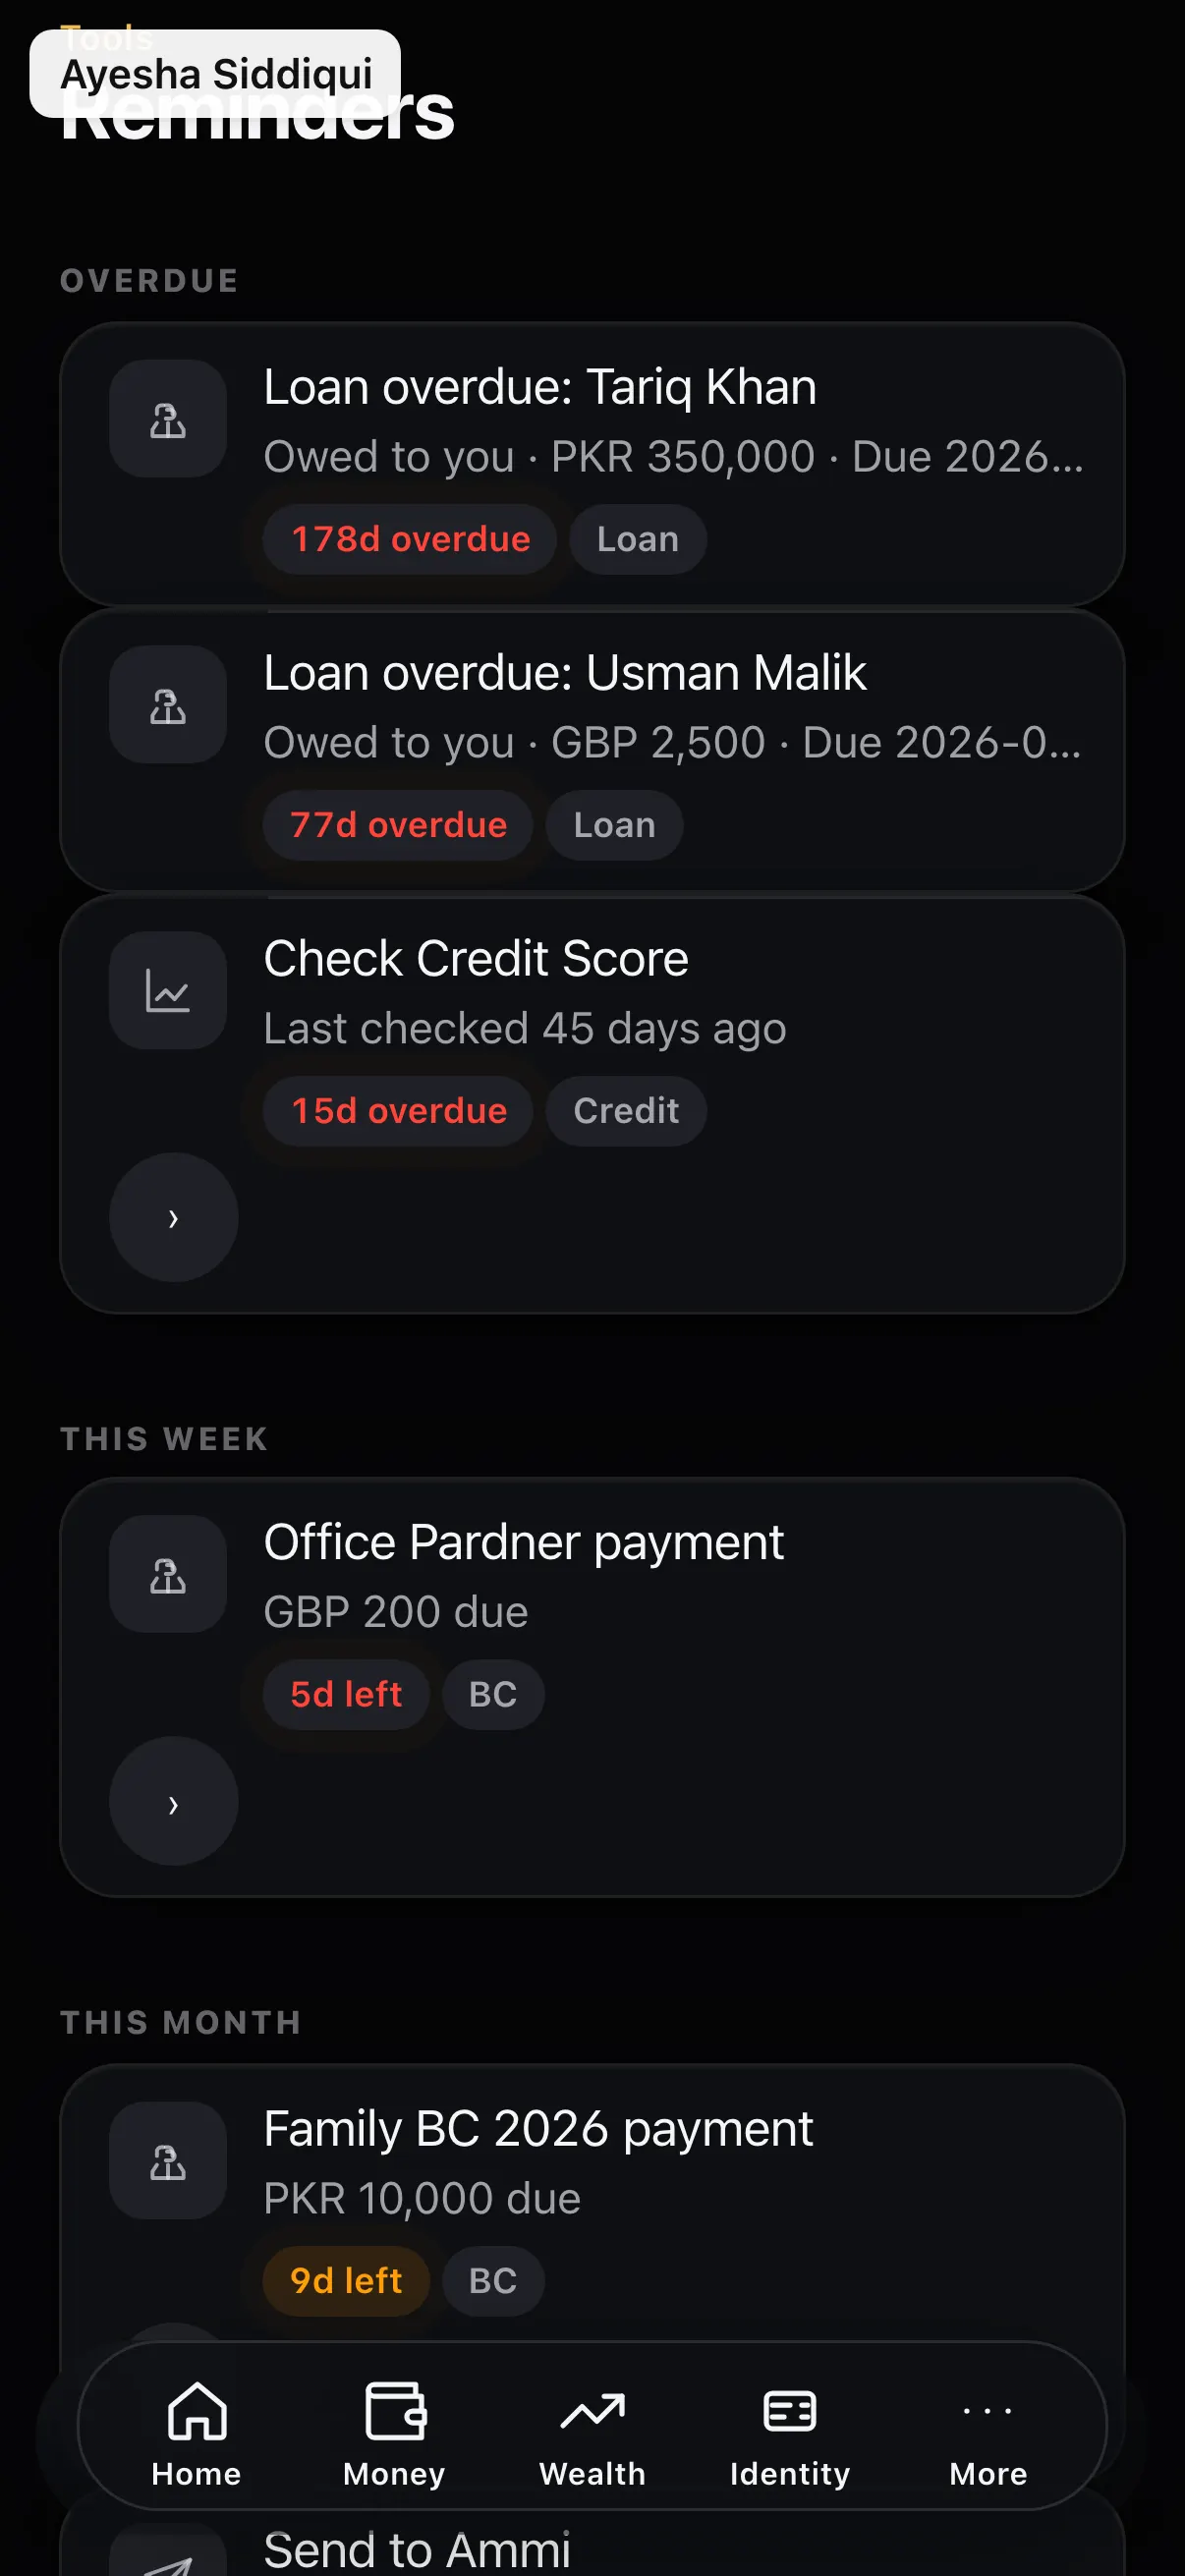 Tools
Ayesha Siddiqui
Reminders
OVERDUE
Loan overdue: Tariq Khan
Owed to you · PKR 350,000 · Due 2026...
178d overdue Loan
Loan overdue: Usman Malik
Owed to you · GBP 2,500 · Due 2026-0...
77d overdue Loan
Check Credit Score
Last checked 45 days ago
15d overdue Credit
›
THIS WEEK
Office Pardner payment
GBP 200 due
5d left BC
›
THIS MONTH
Family BC 2026 payment
PKR 10,000 due
9d left BC
Home Money Wealth Identity More
Send to Ammi